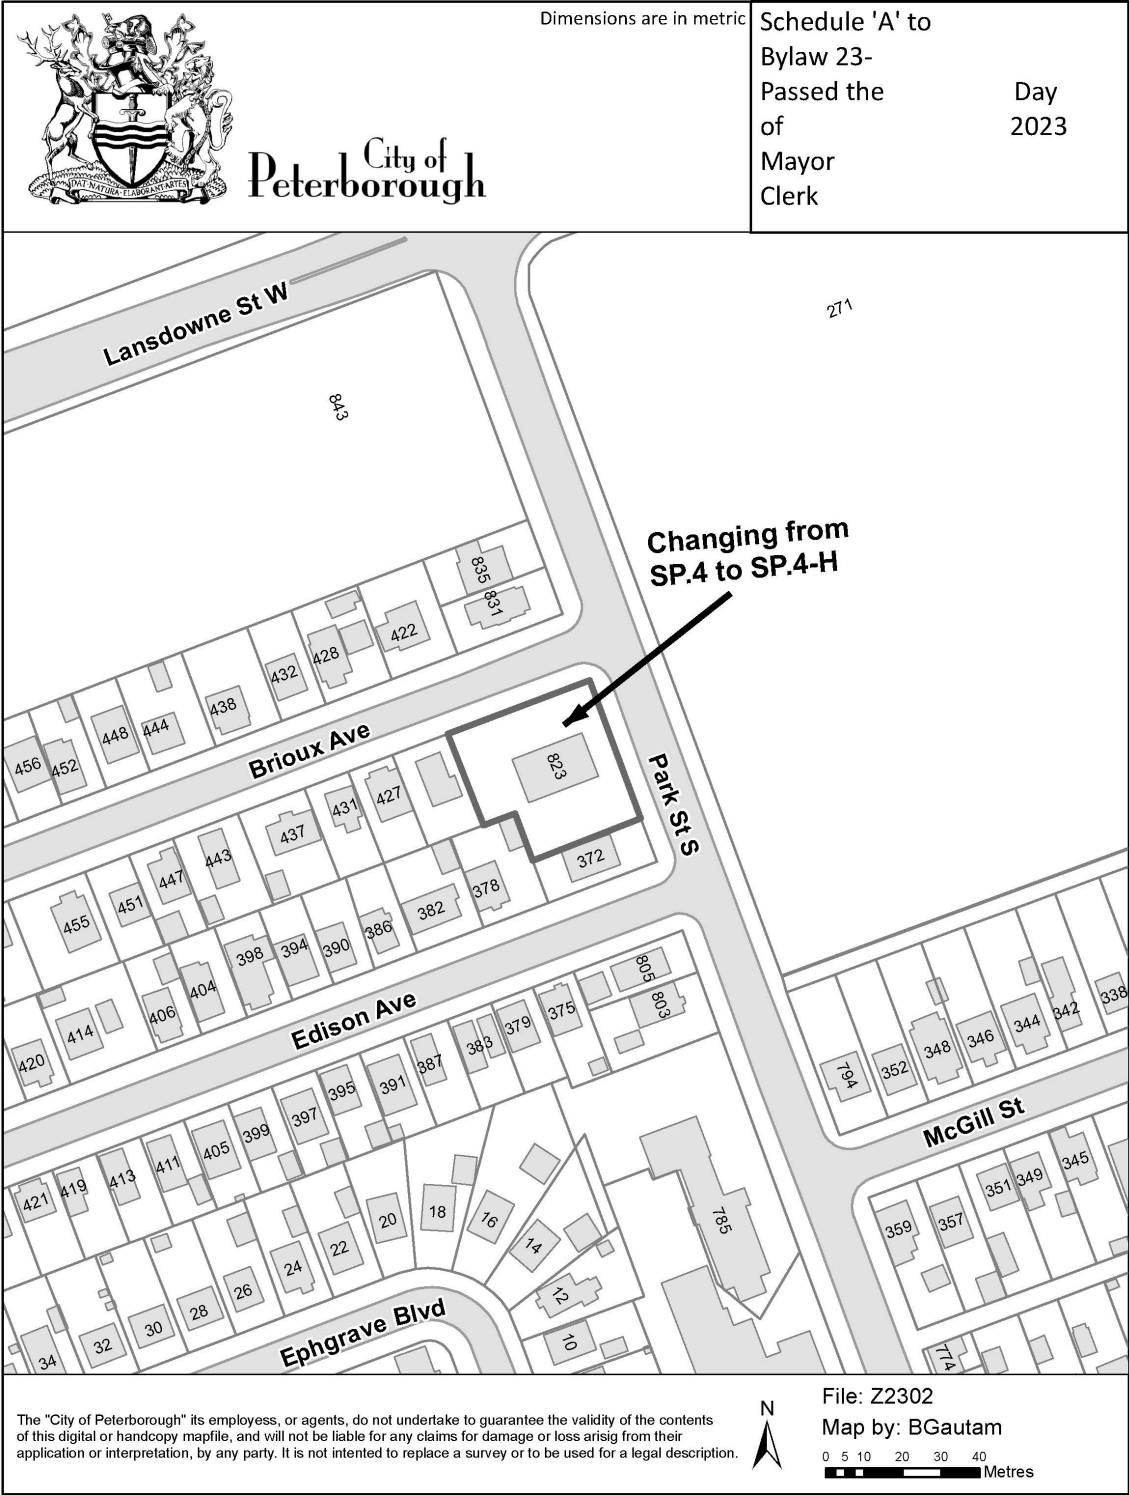 Dimensions are in metric
Schedule 'A' to
Bylaw 23-
Passed the Day
of 2023
Mayor
Clerk
DAT·NATURA·ELABORANT·ARTES
City of
Peterborough
Lansdowne St W
271
843
Changing from
SP.4 to SP.4-H
835
831
422
428
432
438
444
448
452
456
Brioux Ave
823
Park St S
427
431
437
443
447
451
455
372
378
382
386
390
394
398
404
406
414
420
Edison Ave
805
803
375
379
383
387
391
395
397
399
405
411
413
419
421
338
342
344
346
348
352
794
McGill St
345
349
351
357
359
785
774
20
18
16
14
12
10
22
24
26
28
30
32
34
Ephgrave Blvd
The "City of Peterborough" its employess, or agents, do not undertake to guarantee the validity of the contents
of this digital or handcopy mapfile, and will not be liable for any claims for damage or loss arisig from their
application or interpretation, by any party. It is not intended to replace a survey or to be used for a legal description.
N
File: Z2302
Map by: BGautam
0 5 10 20 30 40
Metres